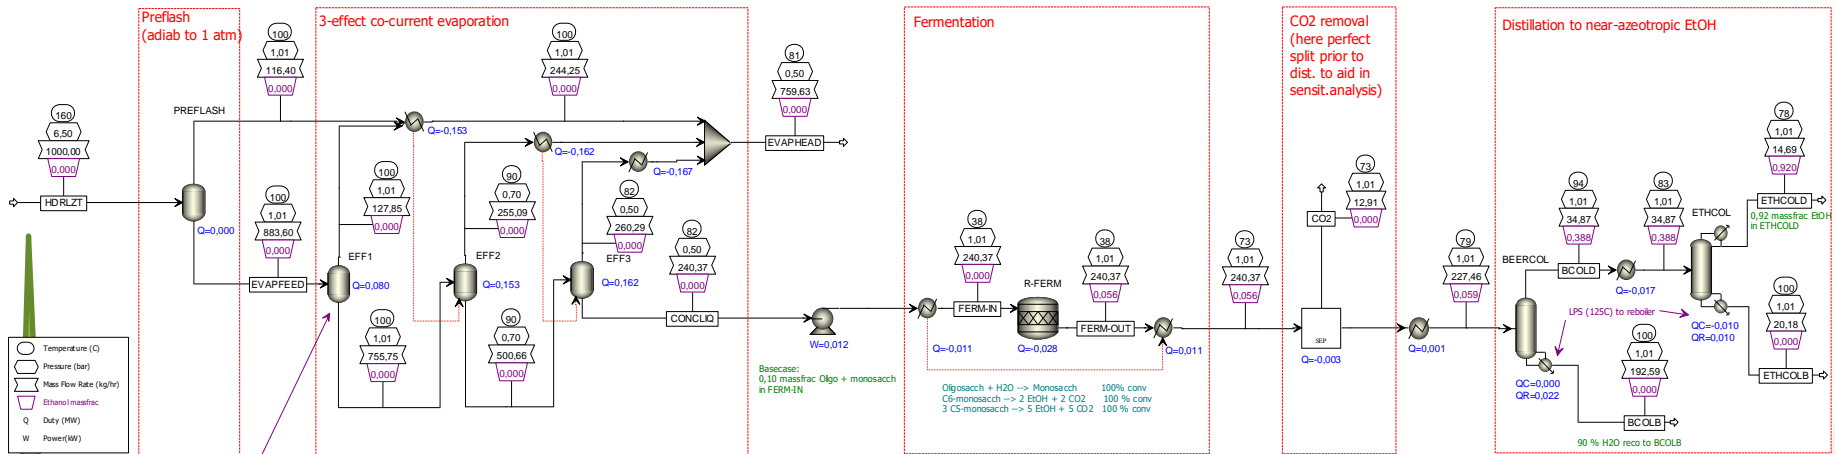 Preflash
(adiab to 1 atm)
3-effect co-current evaporation
Fermentation
CO2 removal
(here perfect
split prior to
dist. to aid in
sensit.analysis)
Distillation to near-azeotropic EtOH
160
6,50
1000,00
0,000
HDRLZT
PREFLASH
Q=0,000
100
1,01
116,40
0,000
100
1,01
883,60
0,000
EVAPFEED
EFF1
Q=0,080
100
1,01
127,85
0,000
100
1,01
755,75
0,000
Q=-0,153
EFF2
Q=0,153
90
0,70
255,09
0,000
90
0,70
500,66
0,000
100
1,01
244,25
0,000
Q=-0,162
Q=-0,167
EFF3
Q=0,162
82
0,50
260,29
0,000
81
0,50
759,63
0,000
EVAPHEAD
82
0,50
240,37
0,000
CONCLIQ
W=0,012
Basecase:
0,10 massfrac Oligo + monosacch
in FERM-IN
Q=-0,011
38
1,01
240,37
0,000
FERM-IN
R-FERM
Q=-0,028
38
1,01
240,37
0,056
FERM-OUT
Q=0,011
Oligosacch + H2O --> Monosacch 100% conv
C6-monosacch --> 2 EtOH + 2 CO2 100 % conv
3 C5-monosacch --> 5 EtOH + 5 CO2 100 % conv
73
1,01
240,37
0,056
SEP
Q=-0,003
CO2
73
1,01
12,91
0,000
Q=0,001
79
1,01
227,46
0,059
BEERCOL
QC=0,000
QR=0,022
94
1,01
34,87
0,388
BCOLD
Q=-0,017
83
1,01
34,87
0,388
ETHCOL
LPS (125C) to reboiler
QC=-0,010
QR=0,010
78
1,01
14,69
0,920
ETHCOLD
0,92 massfrac EtOH
in ETHCOLD
100
1,01
20,18
0,000
ETHCOLB
100
1,01
192,59
0,000
BCOLB
90 % H2O reco to BCOLB
Temperature (C)
Pressure (bar)
Mass Flow Rate (kg/hr)
Ethanol massfrac
Q Duty (MW)
W Power(kW)